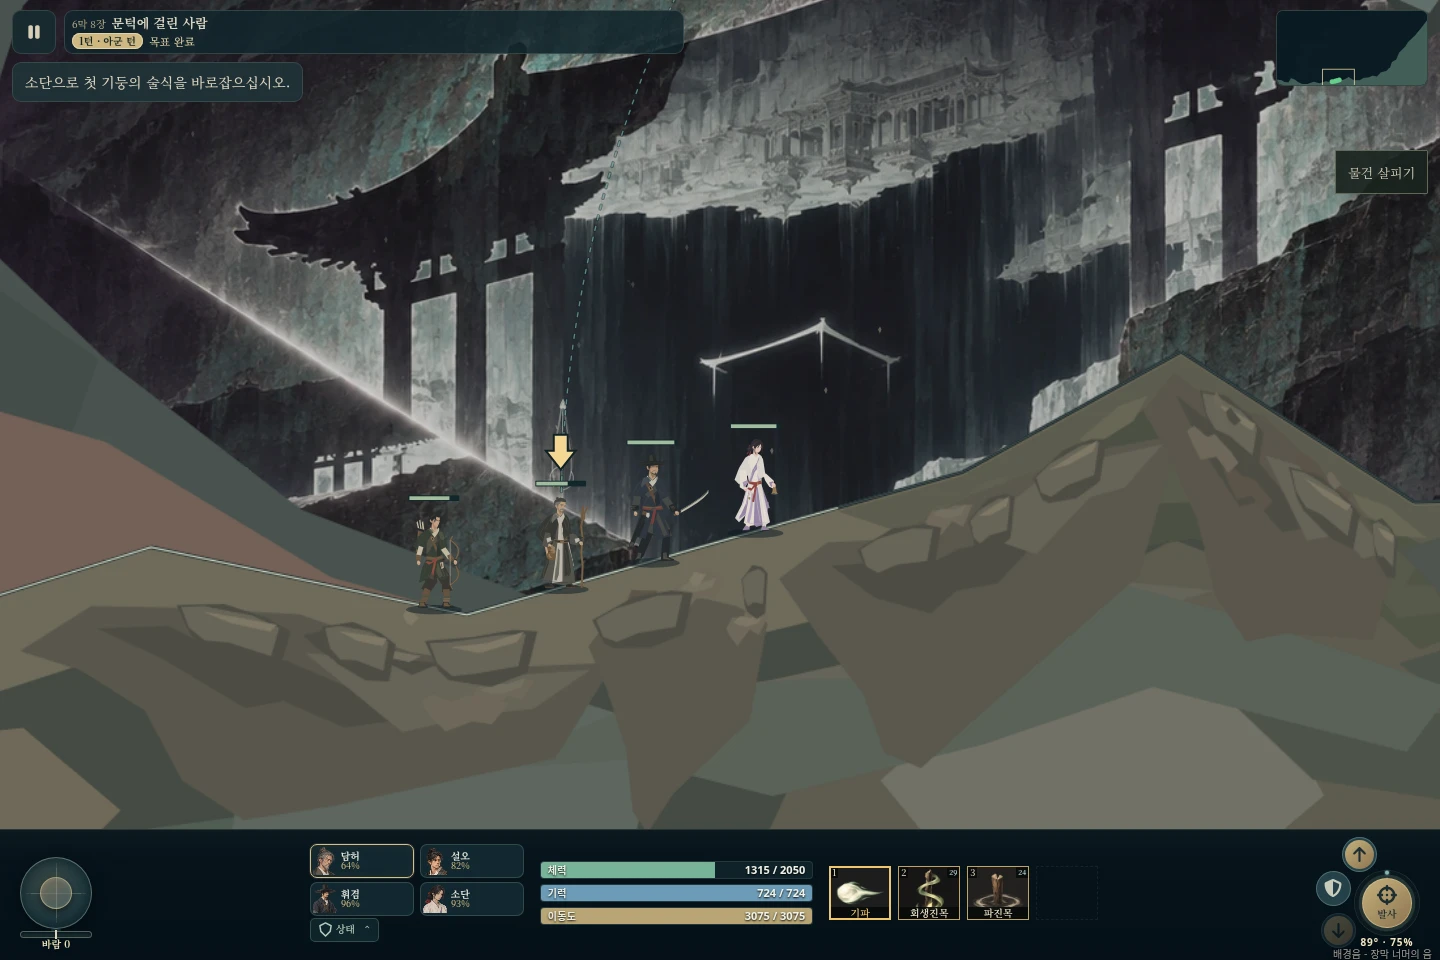 6막 8장 문턱에 걸린 사람
1턴 · 아군 턴 목표 완료
소단으로 첫 기둥의 술식을 바로잡으십시오.
물건 살피기
담허
64%
설오
82%
휘겸
96%
소단
93%
상태
체력 1315 / 2050
기력 724 / 724
이동도 3075 / 3075
1 기파
2 29 회생진목
3 24 파진목
바람 0
발사
89° · 75%
배경음 - 장막 너머의 음